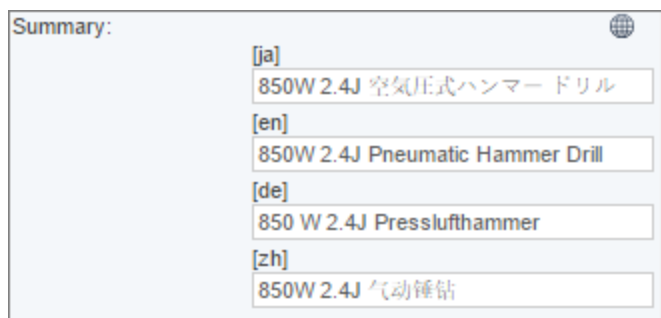 Summary:
[ja]
850W 2.4J 空気圧式ハンマー ドリル
[en]
850W 2.4J Pneumatic Hammer Drill
[de]
850 W 2.4J Presslufthammer
[zh]
850W 2.4J 气动锤钻